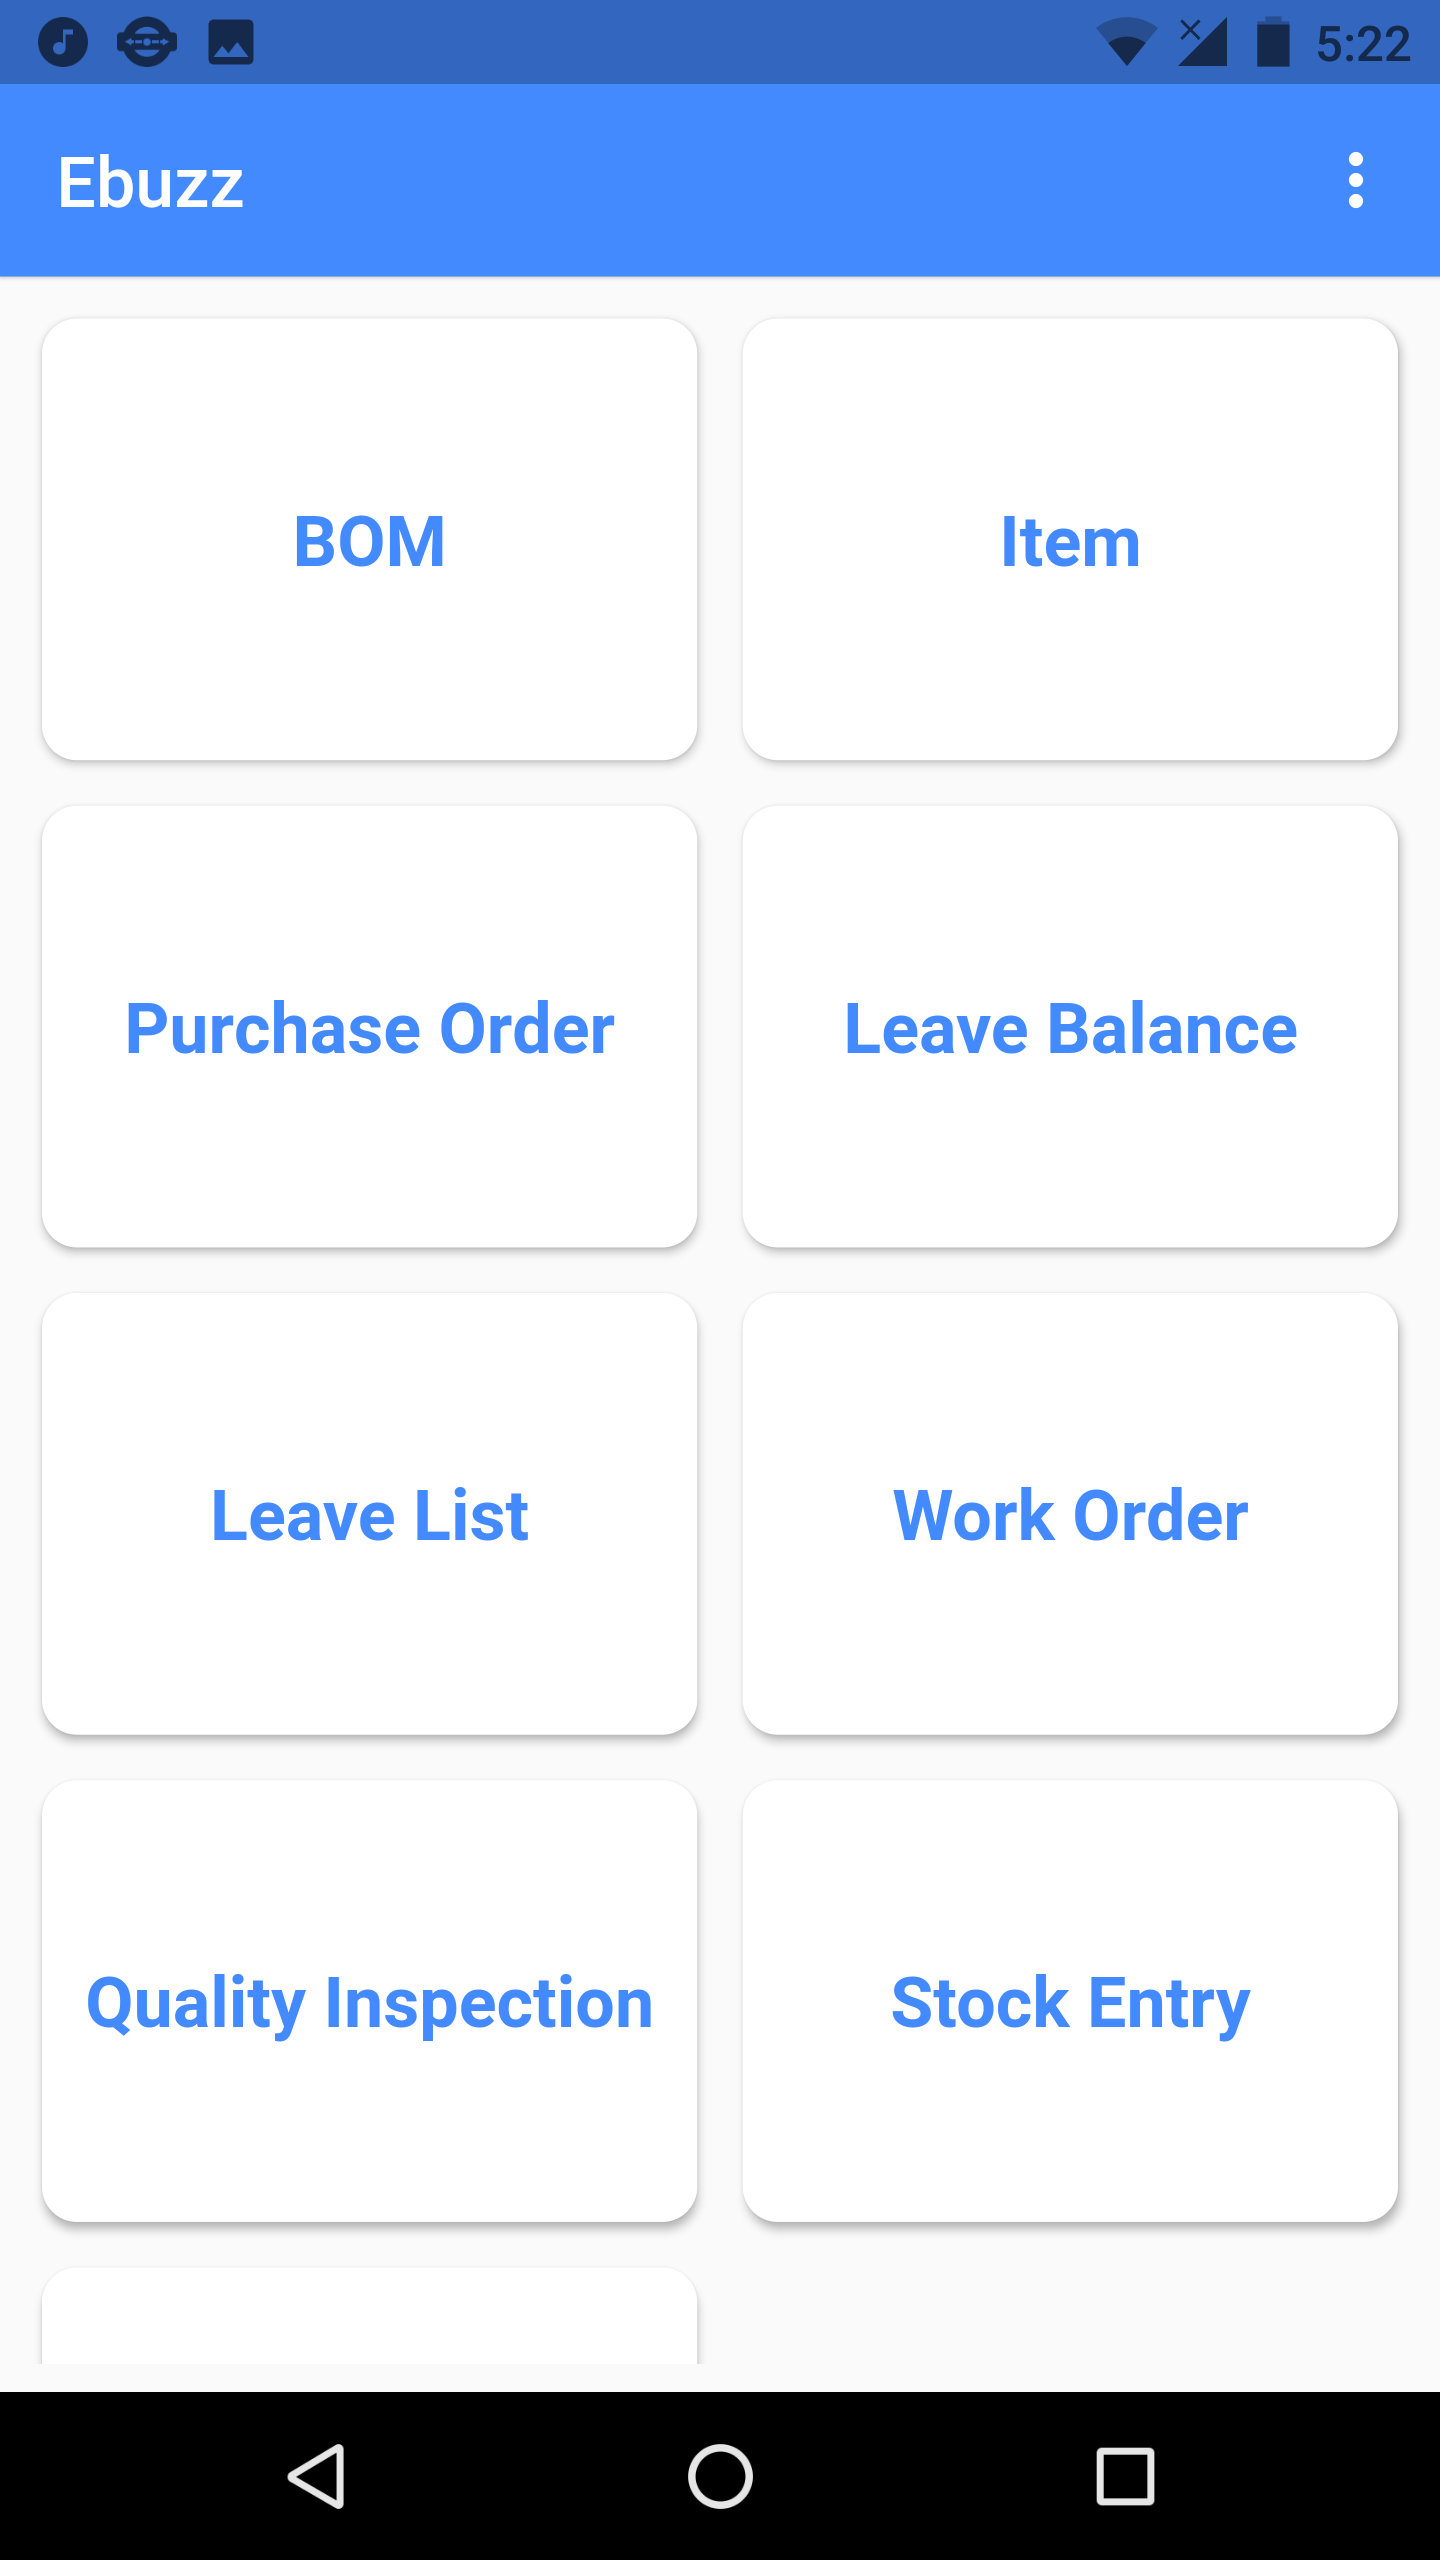 5:22
Ebuzz
BOM
Item
Purchase Order
Leave Balance
Leave List
Work Order
Quality Inspection
Stock Entry